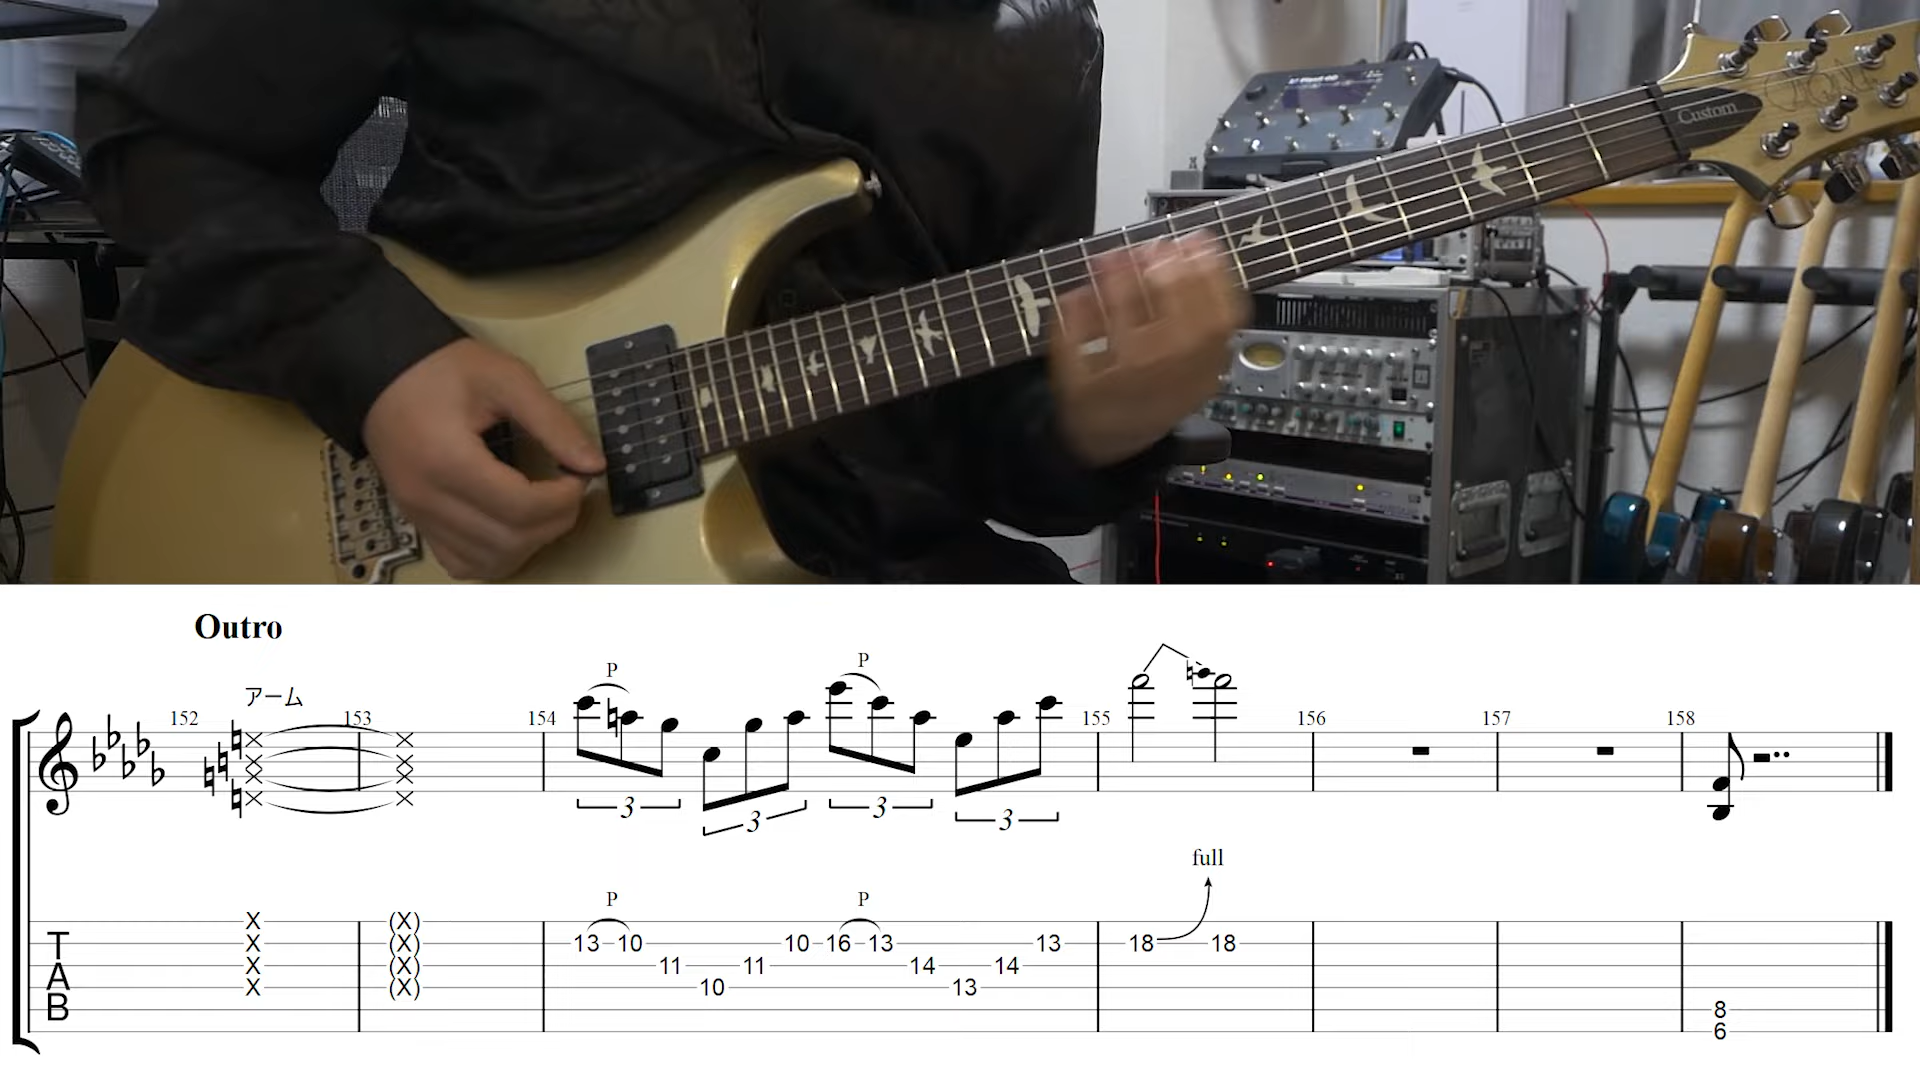 Custom
Outro
アーム
152 153 154 155 156 157 158
P P
3 3 3 3
full
P P
X (X)
T X (X) 13 10 10 16 13 13 18 18
A X (X) 11 11 14 14
X (X) 10 13
B 8
6